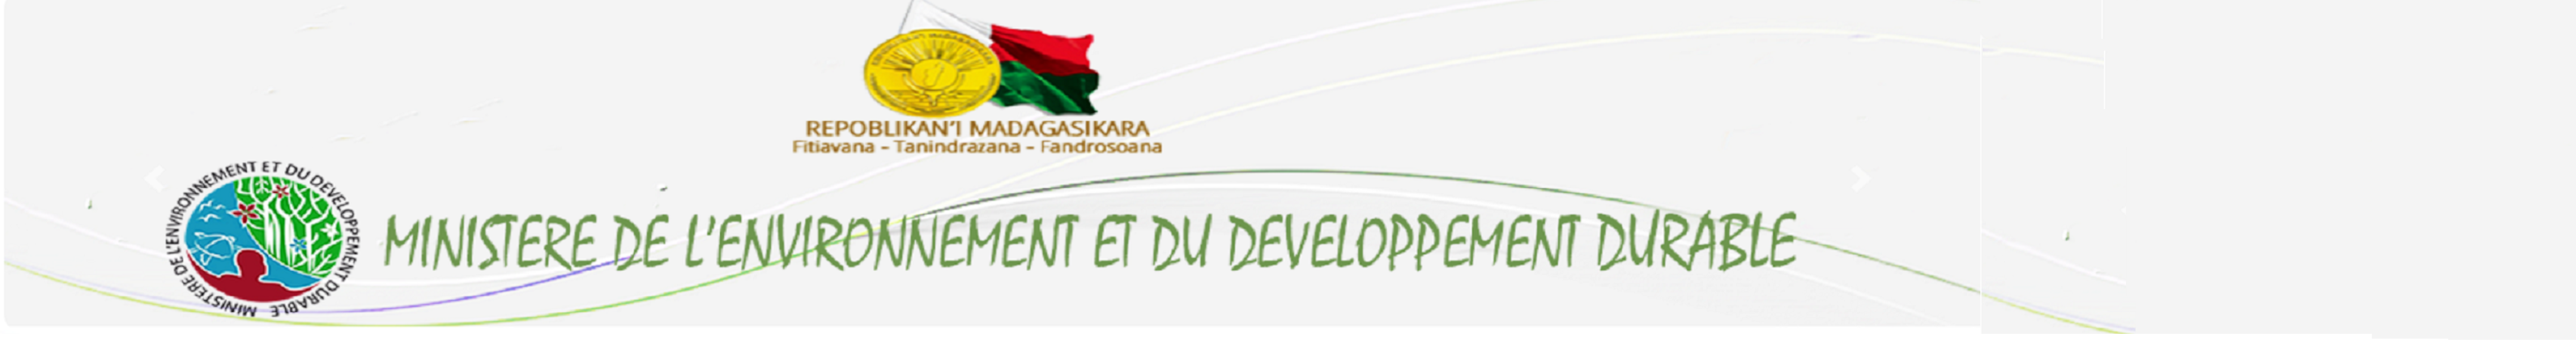 REPOBLIKAN'I MADAGASIKARA
Fitiavana - Tanindrazana - Fandrosoana
MINISTERE DE L'ENVIRONNEMENT ET DU DEVELOPPEMENT DURABLE
MINISTERE DE L'ENVIRONNEMENT ET DU DEVELOPPEMENT DURABLE